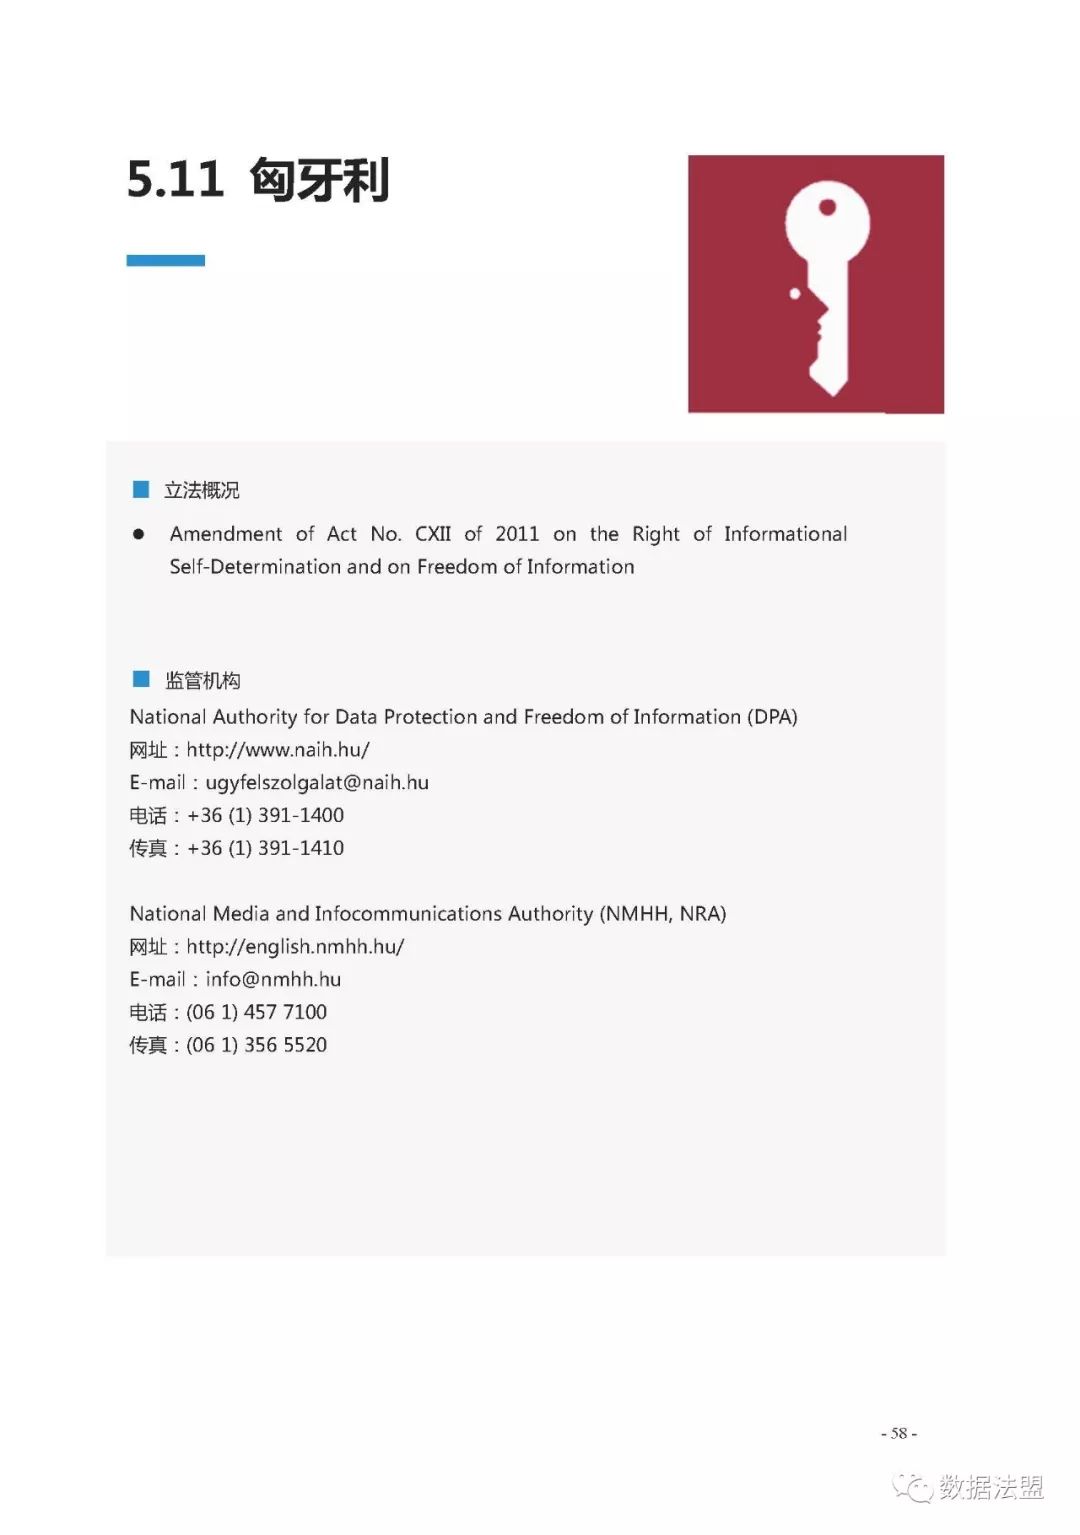 5.11 匈牙利
立法概况
● Amendment of Act No. CXII of 2011 on the Right of Informational
Self-Determination and on Freedom of Information
监管机构
National Authority for Data Protection and Freedom of Information (DPA)
网址：http://www.naih.hu/
E-mail：ugyfelszolgalat@naih.hu
电话：+36 (1) 391-1400
传真：+36 (1) 391-1410
National Media and Infocommunications Authority (NMHH, NRA)
网址：http://english.nmhh.hu/
E-mail：info@nmhh.hu
电话：(06 1) 457 7100
传真：(06 1) 356 5520
- 58 -
数据法盟